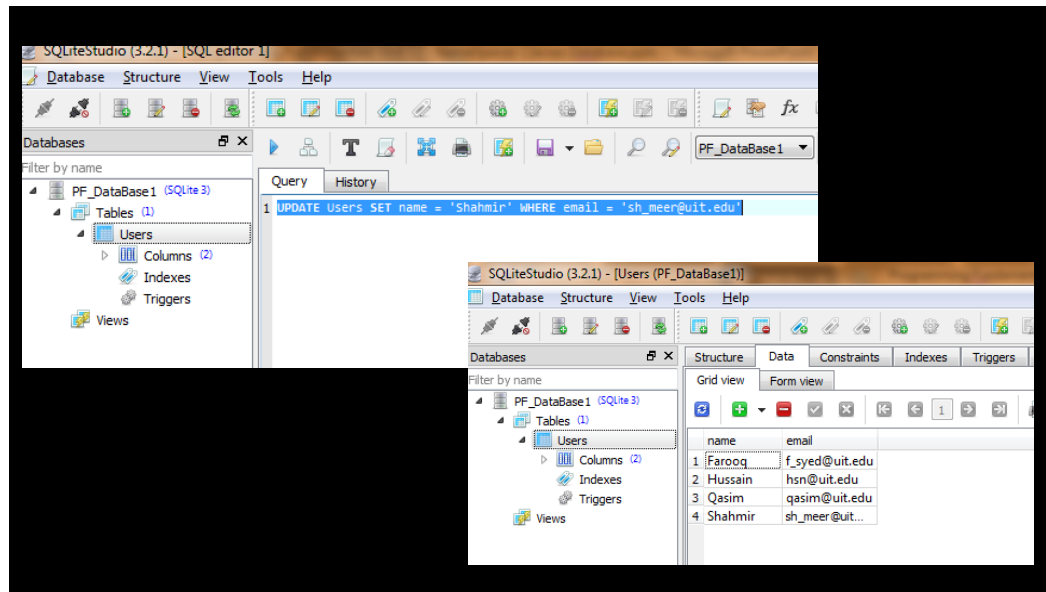 SQLiteStudio (3.2.1) - [SQL editor 1]
Database Structure View Tools Help
Databases
Filter by name
PF_DataBase1 (SQLite 3)
Tables (1)
Users
Columns (2)
Indexes
Triggers
Views
fx
T
PF_DataBase1
Query History
1 UPDATE Users SET name = 'Shahmir' WHERE email = 'sh_meer@uit.edu'
SQLiteStudio (3.2.1) - [Users (PF_DataBase1)]
Database Structure View Tools Help
Databases
Filter by name
PF_DataBase1 (SQLite 3)
Tables (1)
Users
Columns (2)
Indexes
Triggers
Views
Structure Data Constraints Indexes Triggers
Grid view Form view
1
name email
1 Farooq f_syed@uit.edu
2 Hussain hsn@uit.edu
3 Qasim qasim@uit.edu
4 Shahmir sh_meer@uit...